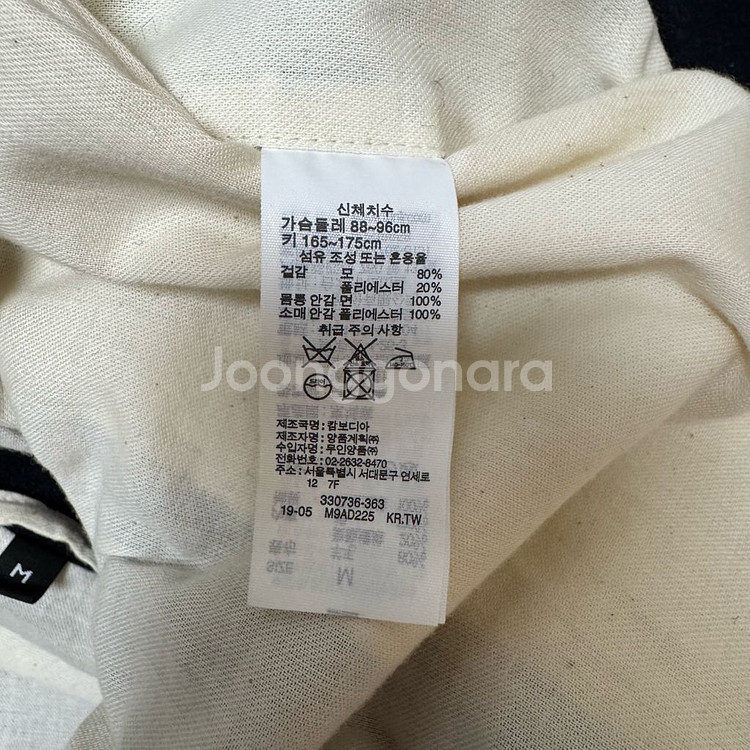 신체치수
가슴둘레 88~96cm
키 165~175cm
섬유 조성 또는 혼용율
겉감 모 80%
폴리에스터 20%
몸통 안감 면 100%
소매 안감 폴리에스터 100%
취급 주의 사항
Joonggonara
드라이
제조국명 : 캄보디아
제조자명 : 양품계획㈜
수입자명 : 무인양품㈜
전화번호 : 02-2632-8470
주소 : 서울특별시 서대문구 연세로
12 7F
330736-363
19-05 M9AD225 KR.TW
M
SIZE
M